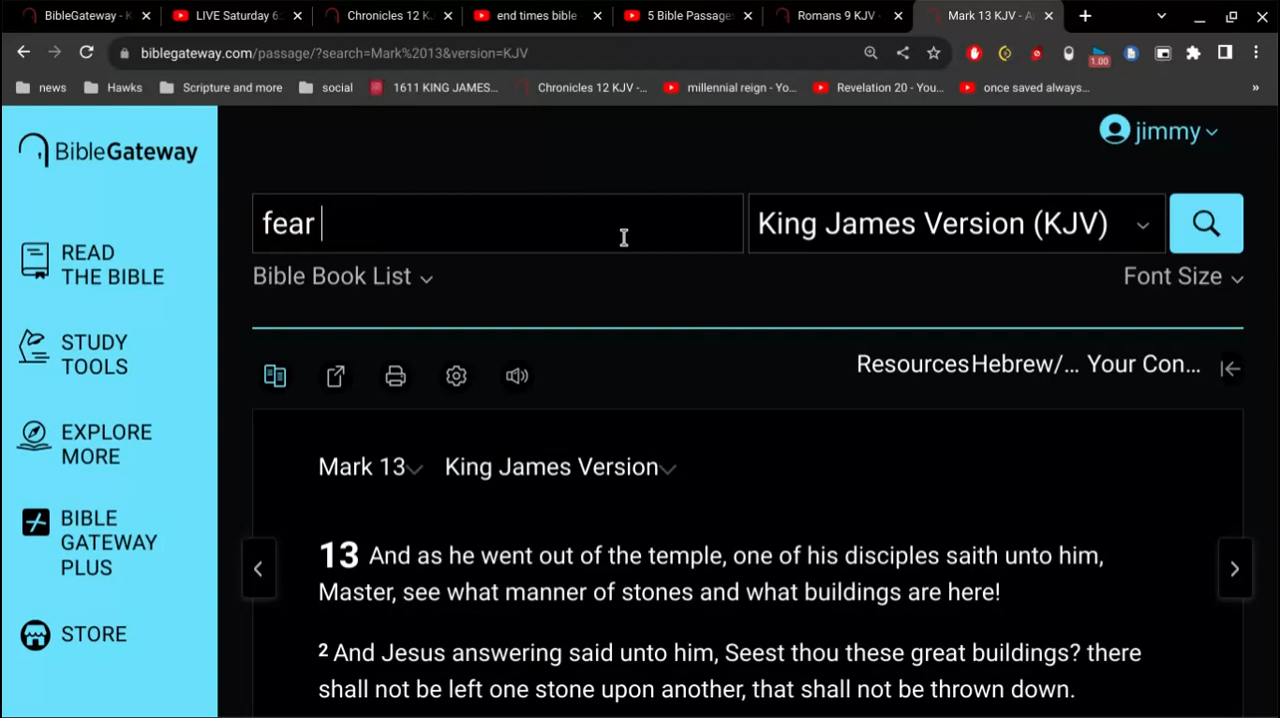 BibleGateway - K
LIVE Saturday 6:
Chronicles 12 K
end times bible
5 Bible Passage
Romans 9 KJV -
Mark 13 KJV - A
biblegateway.com/passage/?search=Mark%2013&version=KJV
1.00
news
Hawks
Scripture and more
social
1611 KING JAMES...
Chronicles 12 KJV -...
millennial reign - Yo...
Revelation 20 - You...
once saved always...
»
BibleGateway
jimmy
fear
King James Version (KJV)
Bible Book List
Font Size
READ
THE BIBLE
STUDY
TOOLS
EXPLORE
MORE
BIBLE
GATEWAY
PLUS
STORE
Resources
Hebrew/...
Your Con...
Mark 13
King James Version
13 And as he went out of the temple, one of his disciples saith unto him,
Master, see what manner of stones and what buildings are here!
2 And Jesus answering said unto him, Seest thou these great buildings? there
shall not be left one stone upon another, that shall not be thrown down.